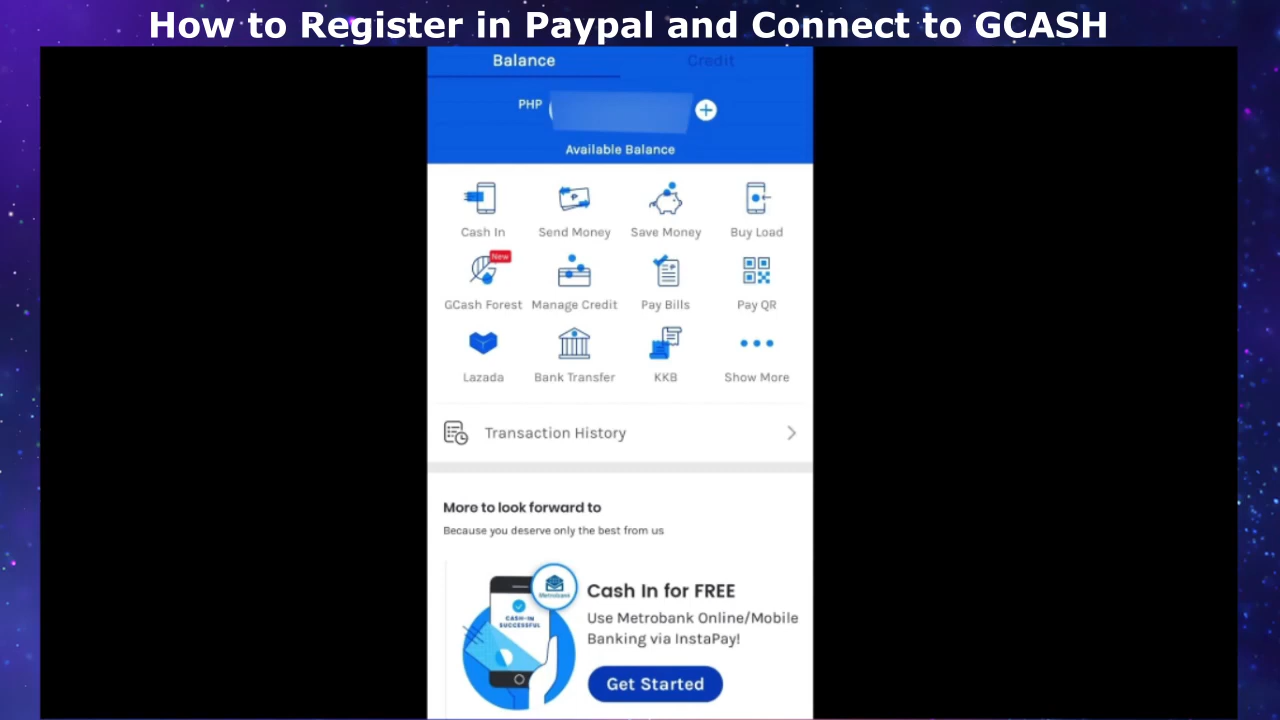 How to Register in Paypal and Connect to GCASH
Balance
Credit
PHP
Available Balance
Cash In
Send Money
Save Money
Buy Load
New
GCash Forest
Manage Credit
Pay Bills
Pay QR
Lazada
Bank Transfer
KKB
Show More
Transaction History
More to look forward to
Because you deserve only the best from us
Metrobank
CASH-IN
SUCCESSFUL
Cash In for FREE
Use Metrobank Online/Mobile
Banking via InstaPay!
Get Started